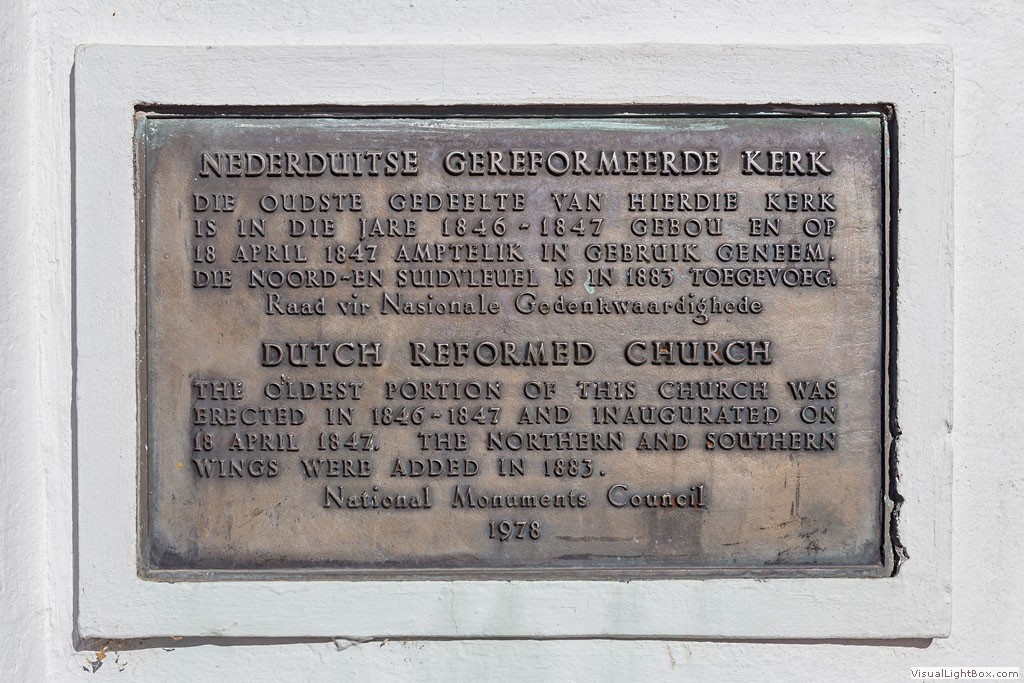 NEDERDUITSE GEREFORMEERDE KERK
DIE OUDSTE GEDEELTE VAN HIERDIE KERK
IS IN DIE JARE 1846 - 1847 GEBOU EN OP
18 APRIL 1847 AMPTELIK IN GEBRUIK GENEEM.
DIE NOORD-EN SUIDVLEUEL IS IN 1883 TOEGEVOEG.
Raad vir Nasionale Gedenkwaardighede
DUTCH REFORMED CHURCH
THE OLDEST PORTION OF THIS CHURCH WAS
ERECTED IN 1846-1847 AND INAUGURATED ON
18 APRIL 1847. THE NORTHERN AND SOUTHERN
WINGS WERE ADDED IN 1883.
National Monuments Council
1978
VisualLightBox.com